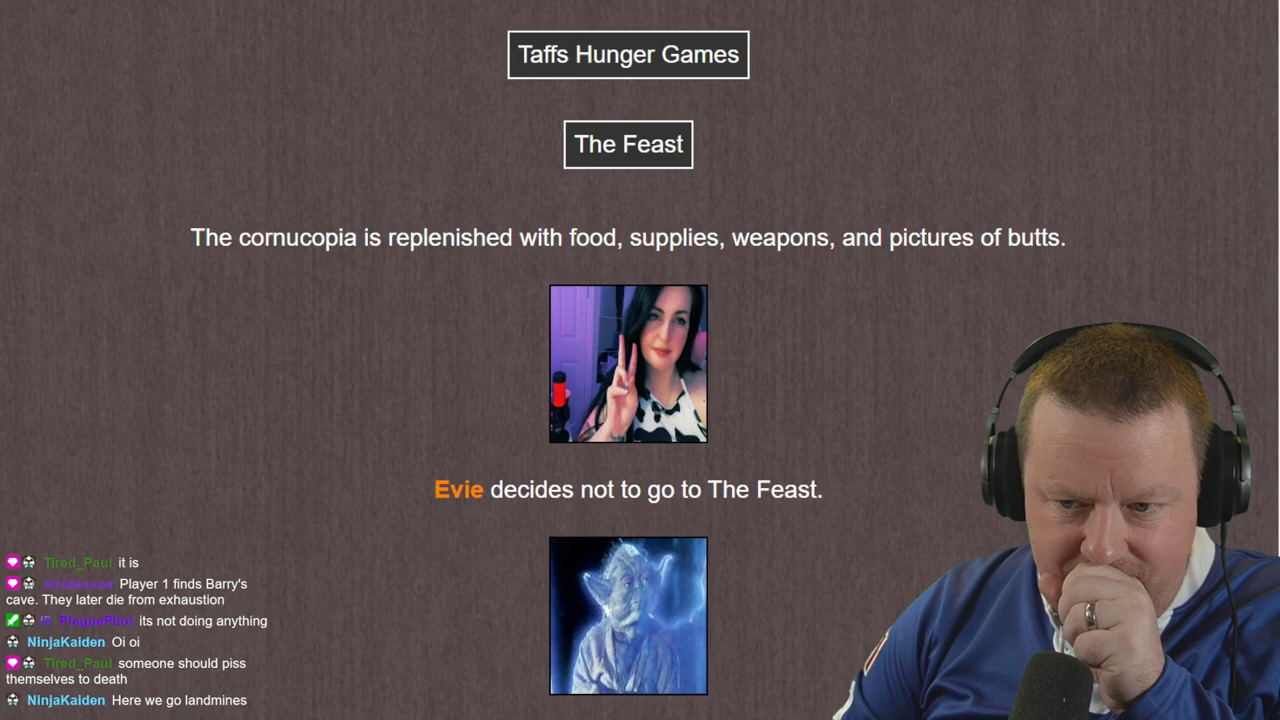 Taffs Hunger Games
The Feast
The cornucopia is replenished with food, supplies, weapons, and pictures of butts.
Evie decides not to go to The Feast.
Tired_Paul it is
Player 1 finds Barry's
cave. They later die from exhaustion
PlaguePilot its not doing anything
NinjaKaiden Oi oi
Tired_Paul someone should piss
themselves to death
NinjaKaiden Here we go landmines